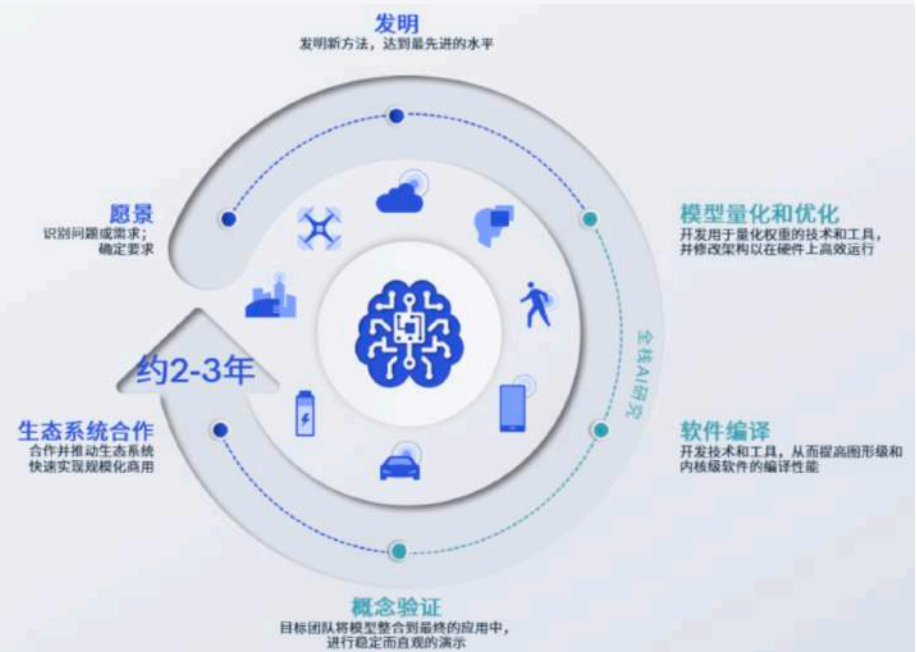 发明
发明新方法，达到最先进的水平
愿景
识别问题或需求；
确定要求
模型量化和优化
开发用于量化权重的技术和工具，
并修改架构以在硬件上高效运行
全栈AI研究
约2-3年
生态系统合作
合作并推动生态系统
快速实现规模化商用
软件编译
开发技术和工具，从而提高图形级和
内核级软件的编译性能
概念验证
目标团队将模型整合到最终的应用中，
进行稳定而直观的演示